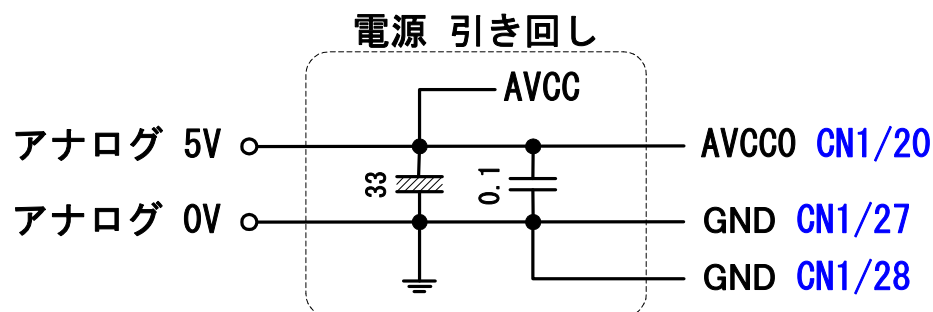 電源 引き回し
AVCC
アナログ 5V
AVCC0 CN1/20
33
0.1
アナログ 0V
GND CN1/27
GND CN1/28